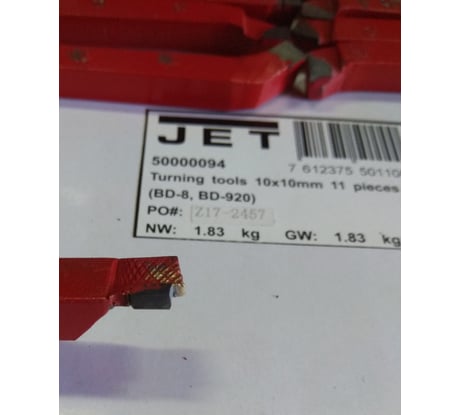 JET
50000094
7 612375 50110
Turning tools 10x10mm 11 pieces
(BD-8, BD-920)
PO#: Z17-2457
NW: 1.83 kg GW: 1.83 kg